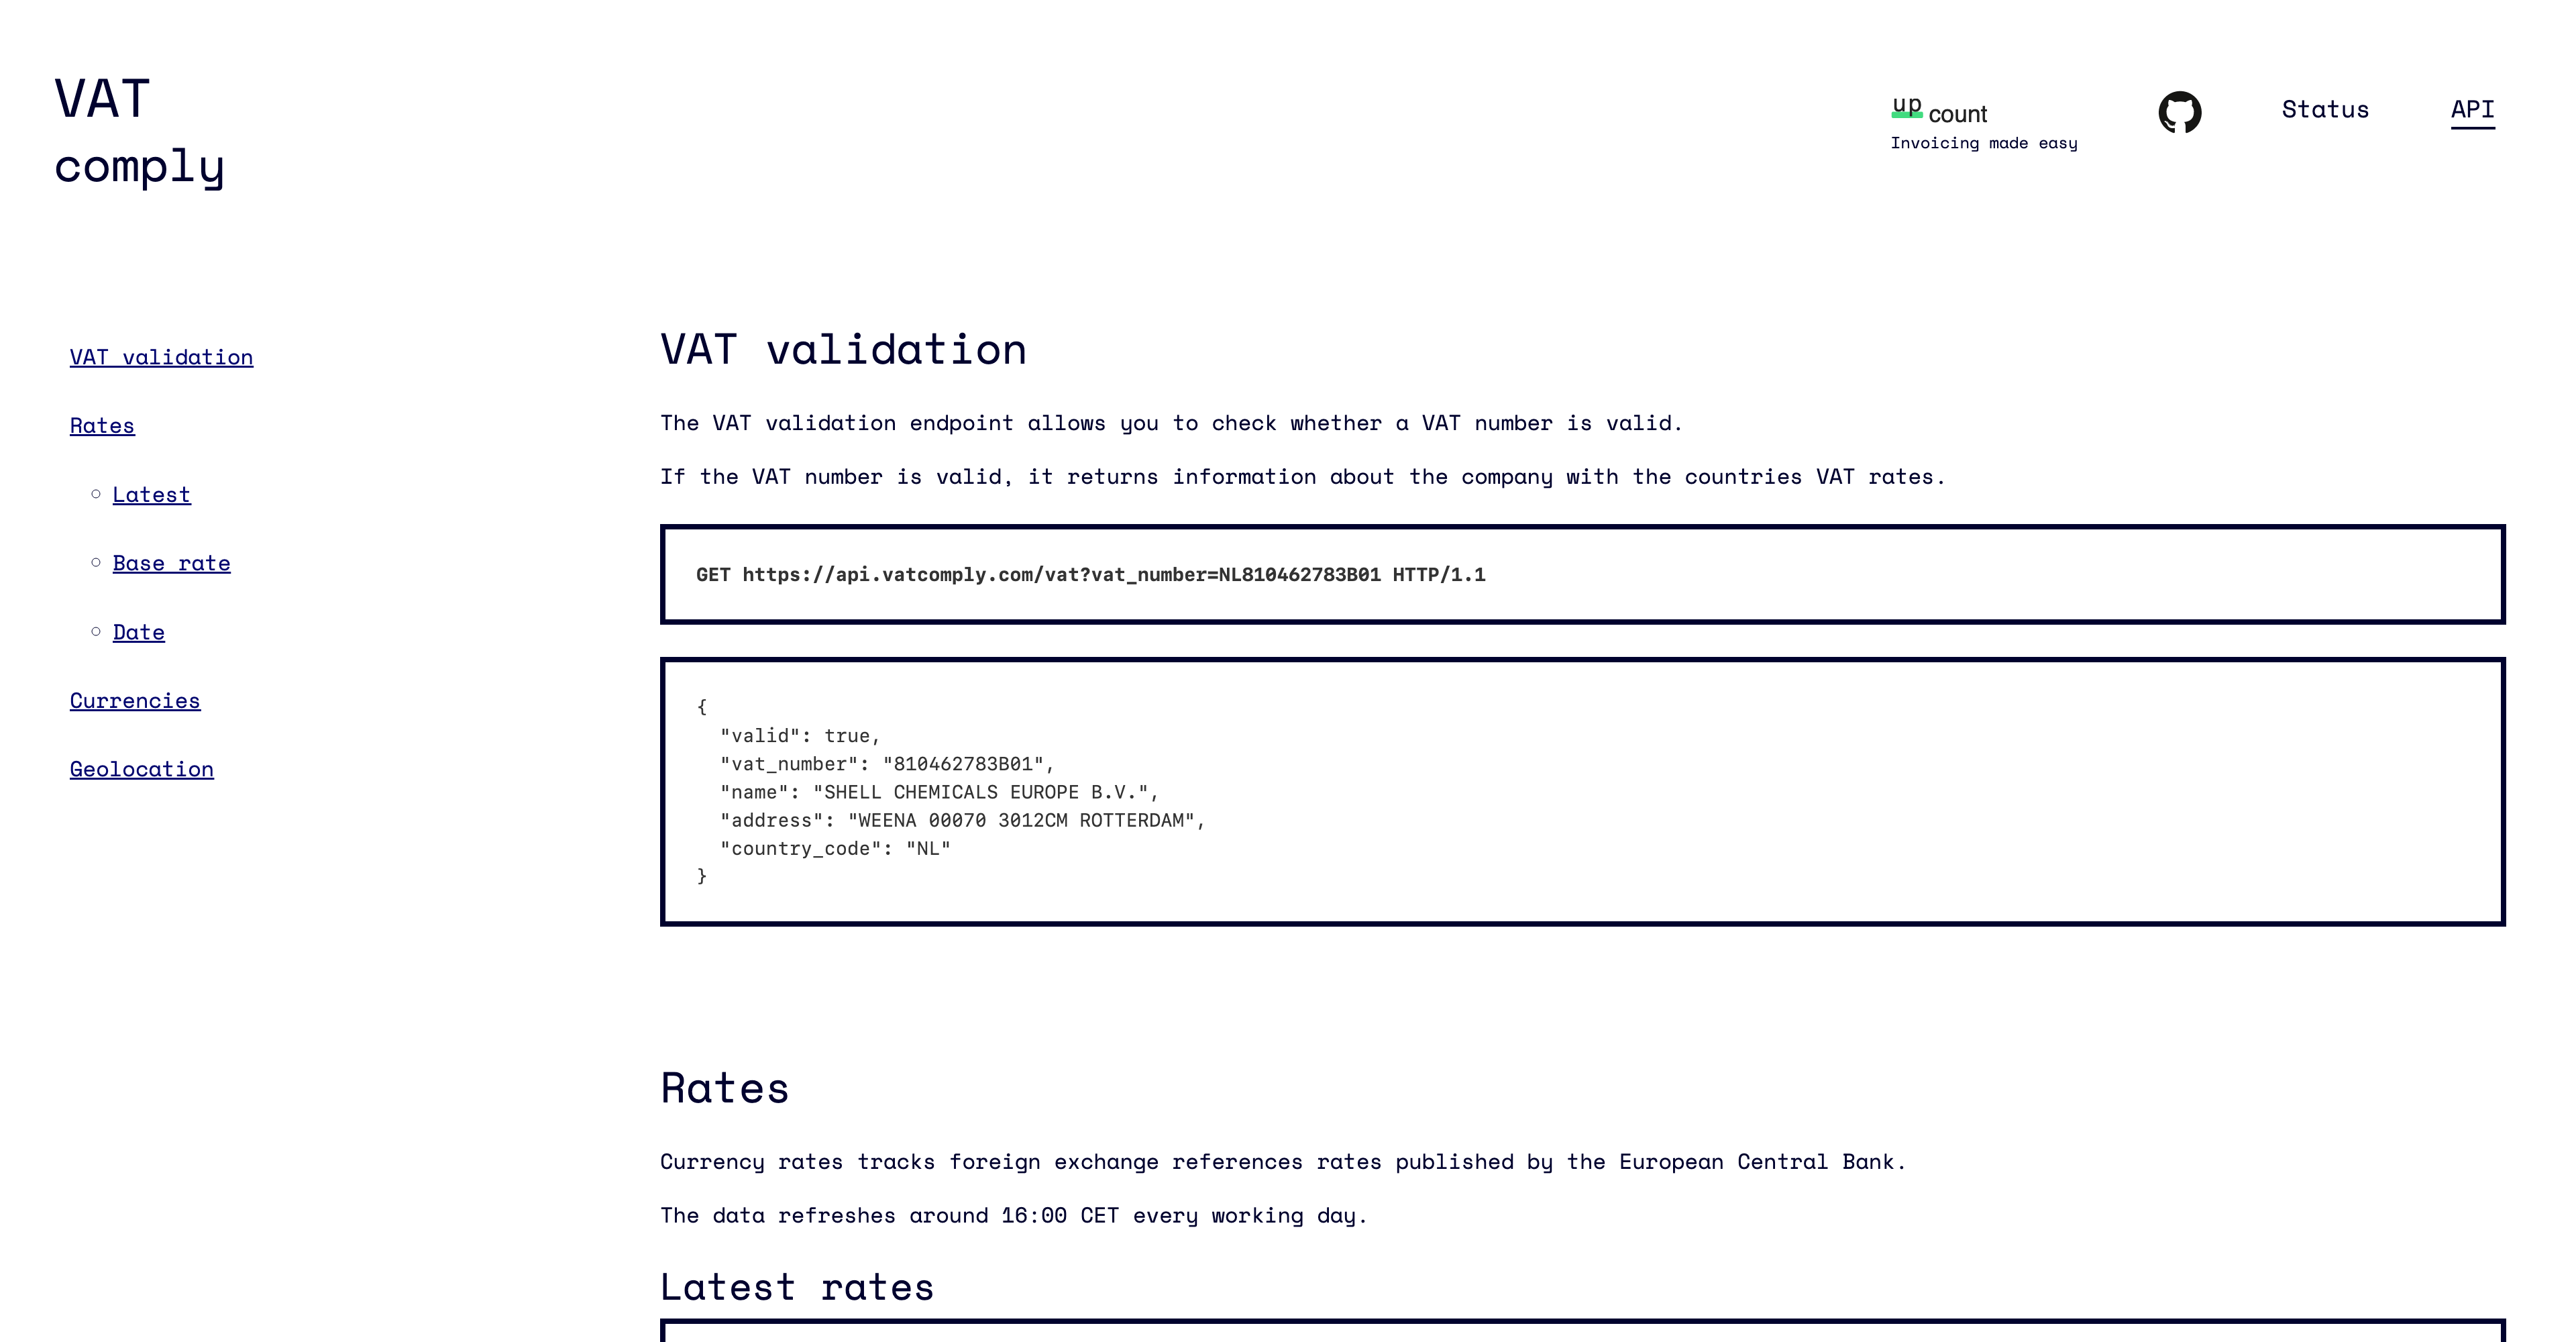 VAT
comply
up count
Invoicing made easy
Status
API
VAT validation
Rates
Latest
Base rate
Date
Currencies
Geolocation
VAT validation
The VAT validation endpoint allows you to check whether a VAT number is valid.
If the VAT number is valid, it returns information about the company with the countries VAT rates.
GET https://api.vatcomply.com/vat?vat_number=NL810462783B01 HTTP/1.1
{
  "valid": true,
  "vat_number": "810462783B01",
  "name": "SHELL CHEMICALS EUROPE B.V.",
  "address": "WEENA 00070 3012CM ROTTERDAM",
  "country_code": "NL"
}
Rates
Currency rates tracks foreign exchange references rates published by the European Central Bank.
The data refreshes around 16:00 CET every working day.
Latest rates